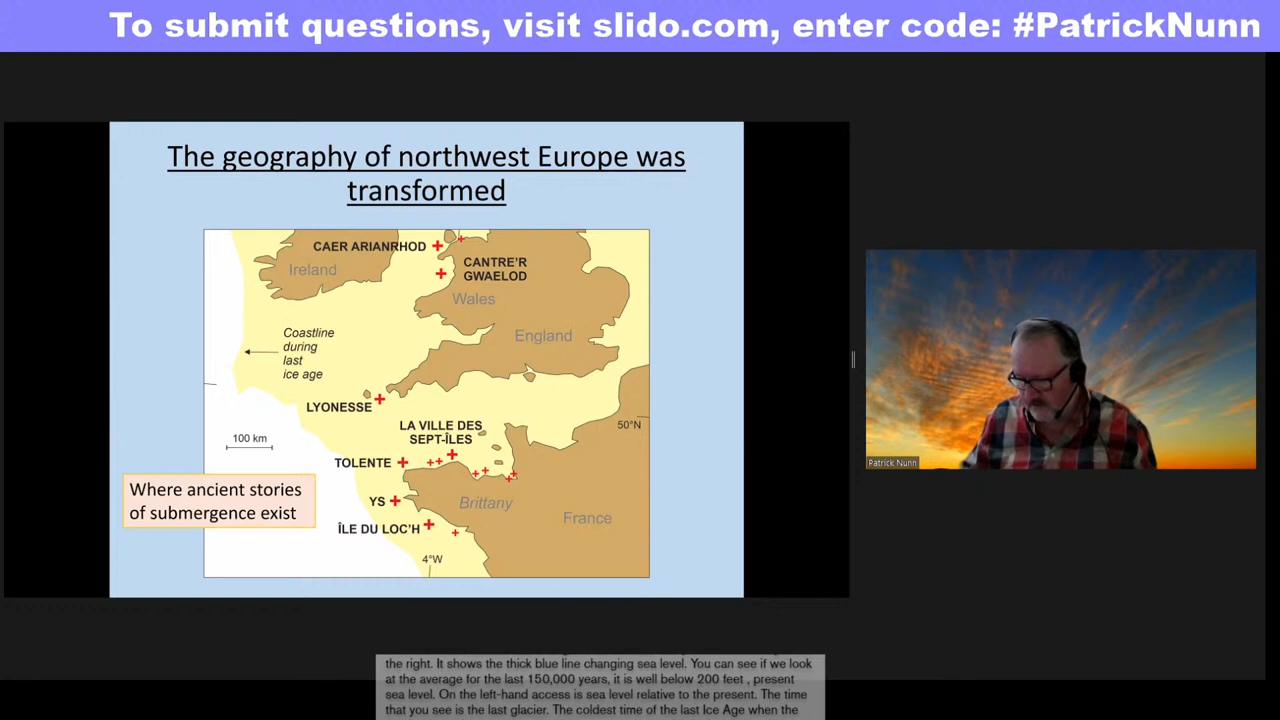 To submit questions, visit slido.com, enter code: #PatrickNunn
The geography of northwest Europe was
transformed
CAER ARIANRHOD
Ireland
CANTRE'R
GWAELOD
Wales
England
Coastline
during
last
ice age
LYONESSE
100 km
LA VILLE DES
SEPT-ÎLES
50°N
TOLENTE
Where ancient stories
of submergence exist
YS
Brittany
France
ÎLE DU LOC'H
4°W
Patrick Nunn
the right. It shows the thick blue line changing sea level. You can see if we look
at the average for the last 150,000 years, it is well below 200 feet , present
sea level. On the left-hand access is sea level relative to the present. The time
that you see is the last glacier. The coldest time of the last Ice Age when the